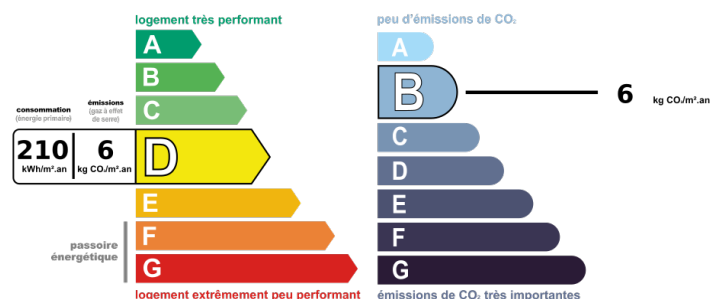 logement très performant
A
B
consommation
(énergie primaire)
émissions
(gaz à effet
de serre)
C
210
kWh/m².an
6
kg CO₂/m².an
D
E
F
G
passoire
énergétique
logement extrêmement peu performant
peu d'émissions de CO₂
A
B
6
kg CO₂/m².an
C
D
E
F
G
émissions de CO₂ très importantes